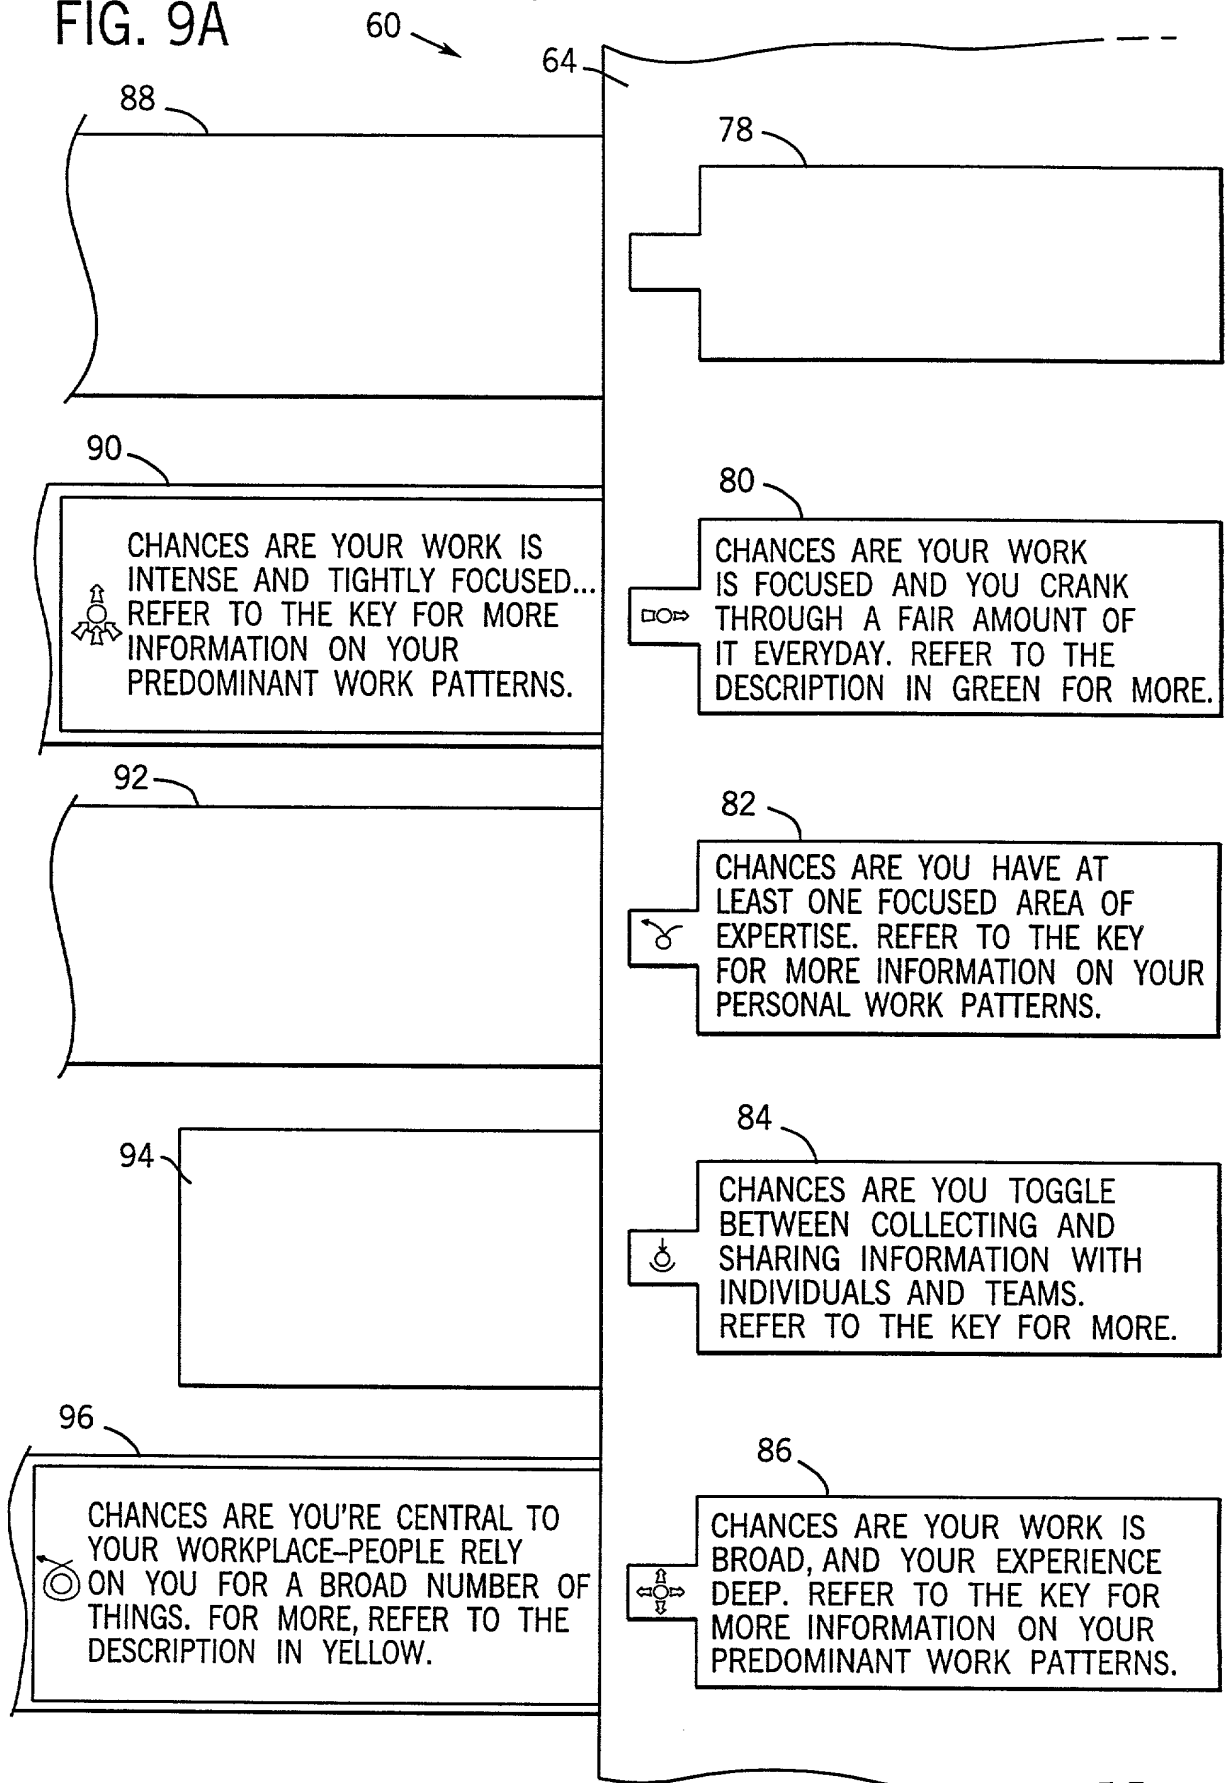 FIG. 9A
60
64
88
78
90
CHANCES ARE YOUR WORK IS
INTENSE AND TIGHTLY FOCUSED...
REFER TO THE KEY FOR MORE
INFORMATION ON YOUR
PREDOMINANT WORK PATTERNS.
80
CHANCES ARE YOUR WORK
IS FOCUSED AND YOU CRANK
THROUGH A FAIR AMOUNT OF
IT EVERYDAY. REFER TO THE
DESCRIPTION IN GREEN FOR MORE.
92
82
CHANCES ARE YOU HAVE AT
LEAST ONE FOCUSED AREA OF
EXPERTISE. REFER TO THE KEY
FOR MORE INFORMATION ON YOUR
PERSONAL WORK PATTERNS.
94
84
CHANCES ARE YOU TOGGLE
BETWEEN COLLECTING AND
SHARING INFORMATION WITH
INDIVIDUALS AND TEAMS.
REFER TO THE KEY FOR MORE.
96
CHANCES ARE YOU'RE CENTRAL TO
YOUR WORKPLACE–PEOPLE RELY
ON YOU FOR A BROAD NUMBER OF
THINGS. FOR MORE, REFER TO THE
DESCRIPTION IN YELLOW.
86
CHANCES ARE YOUR WORK IS
BROAD, AND YOUR EXPERIENCE
DEEP. REFER TO THE KEY FOR
MORE INFORMATION ON YOUR
PREDOMINANT WORK PATTERNS.